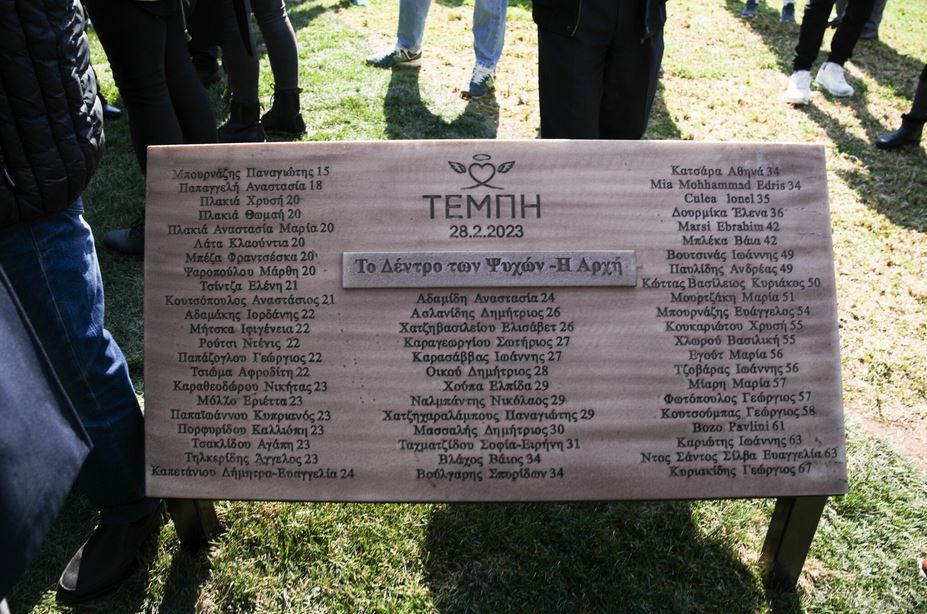 Μπουρνάζης Παναγιώτης 15
Παπαγγελή Αναστασία 18
Πλακιά Χρυσή 20
Πλακιά Θωμαή 20
Πλακιά Αναστασία Μαρία 20
Λάτα Κλαούντια 20
Μπέζα Φραντσέσκα 20
Ψαροπούλου Μάρθη 20
Τσίντζα Ελένη 21
Κουτσόπουλος Αναστάσιος 21
Αδαμάκης Ιορδάνης 22
Μήτσκα Ιφιγένεια 22
Ρούτσι Ντένις 22
Παπάζογλου Γεώργιος 22
Τσιώμα Αφροδίτη 22
Καραθεοδώρου Νικήτας 23
Μόλχο Εριέττα 23
Παπαϊωάννου Κυπριανός 23
Πορφυρίδου Καλλιόπη 23
Τσακλίδου Αγάπη 23
Τηλκερίδης Άγγελος 23
Καπετάνιου Δήμητρα-Ευαγγελία 24
ΤΕΜΠΗ
28.2.2023
Το Δέντρο των Ψυχών -Η Αρχή
Αδαμίδη Αναστασία 24
Ασλανίδης Δημήτριος 26
Χατζηβασιλείου Ελισάβετ 26
Καραγεωργίου Σωτήριος 27
Καρασάββας Ιωάννης 27
Οικού Δημήτριος 28
Χούπα Ελπίδα 29
Ναλμπάντης Νικόλαος 29
Χατζηχαραλάμπους Παναγιώτης 29
Μασσαλής Δημήτριος 30
Ταχματζίδου Σοφία-Ειρήνη 31
Βλάχος Βάιος 34
Βούλγαρης Σπυρίδων 34
Κατσάρα Αθηνά 34
Mia Mohhammad Edris 34
Culea Ionel 35
Δουρμίκα Έλενα 36
Marsi Ebrahim 42
Μπλέκα Βάια 42
Βουτσινάς Ιωάννης 49
Παυλίδης Ανδρέας 49
Κώττας Βασίλειος Κυριάκος 50
Μουρτζάκη Μαρία 51
Μπουρνάζης Ευάγγελος 54
Κουκαριώτου Χρυσή 55
Χλωρού Βασιλική 55
Εγούτ Μαρία 56
Τζοβάρας Ιωάννης 56
Μίαρη Μαρία 57
Φωτόπουλος Γεώργιος 57
Κουτσούμπας Γεώργιος 58
Bozo Pavlini 61
Καριώτης Ιωάννης 63
Ντος Σάντος Σίλβα Ευαγγελία 63
Κυριακίδης Γεώργιος 67